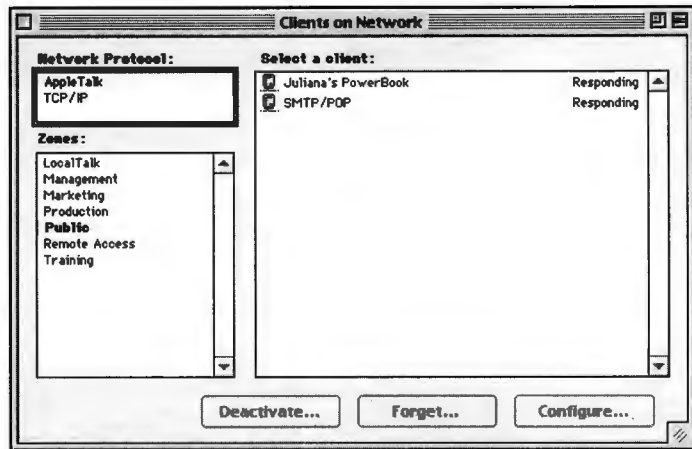 Clients on Network
Network Protocol:
AppleTalk
TCP/IP
Zones:
LocalTalk
Management
Marketing
Production
Public
Remote Access
Training
Select a client:
Juliana's PowerBook Responding
SMTP/POP Responding
Deactivate... Forget... Configure...